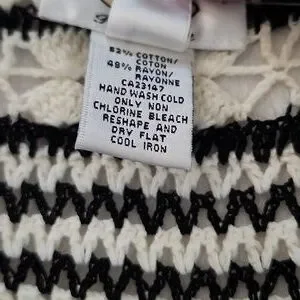 52% COTTON/
COTON
48% RAYON/
RAYONNE
CA23147
HAND WASH COLD
ONLY NON
CHLORINE BLEACH
RESHAPE AND
DRY FLAT
COOL IRON